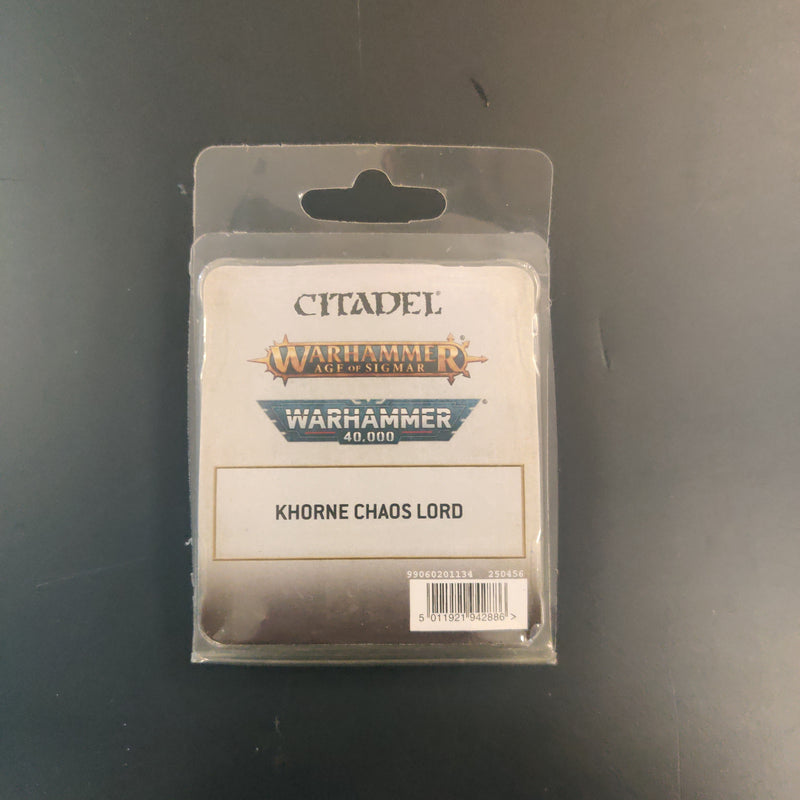 CITADEL
WARHAMMER
AGE OF SIGMAR
WARHAMMER
40,000
KHORNE CHAOS LORD
99060201134 250456
5 011921 942886 >